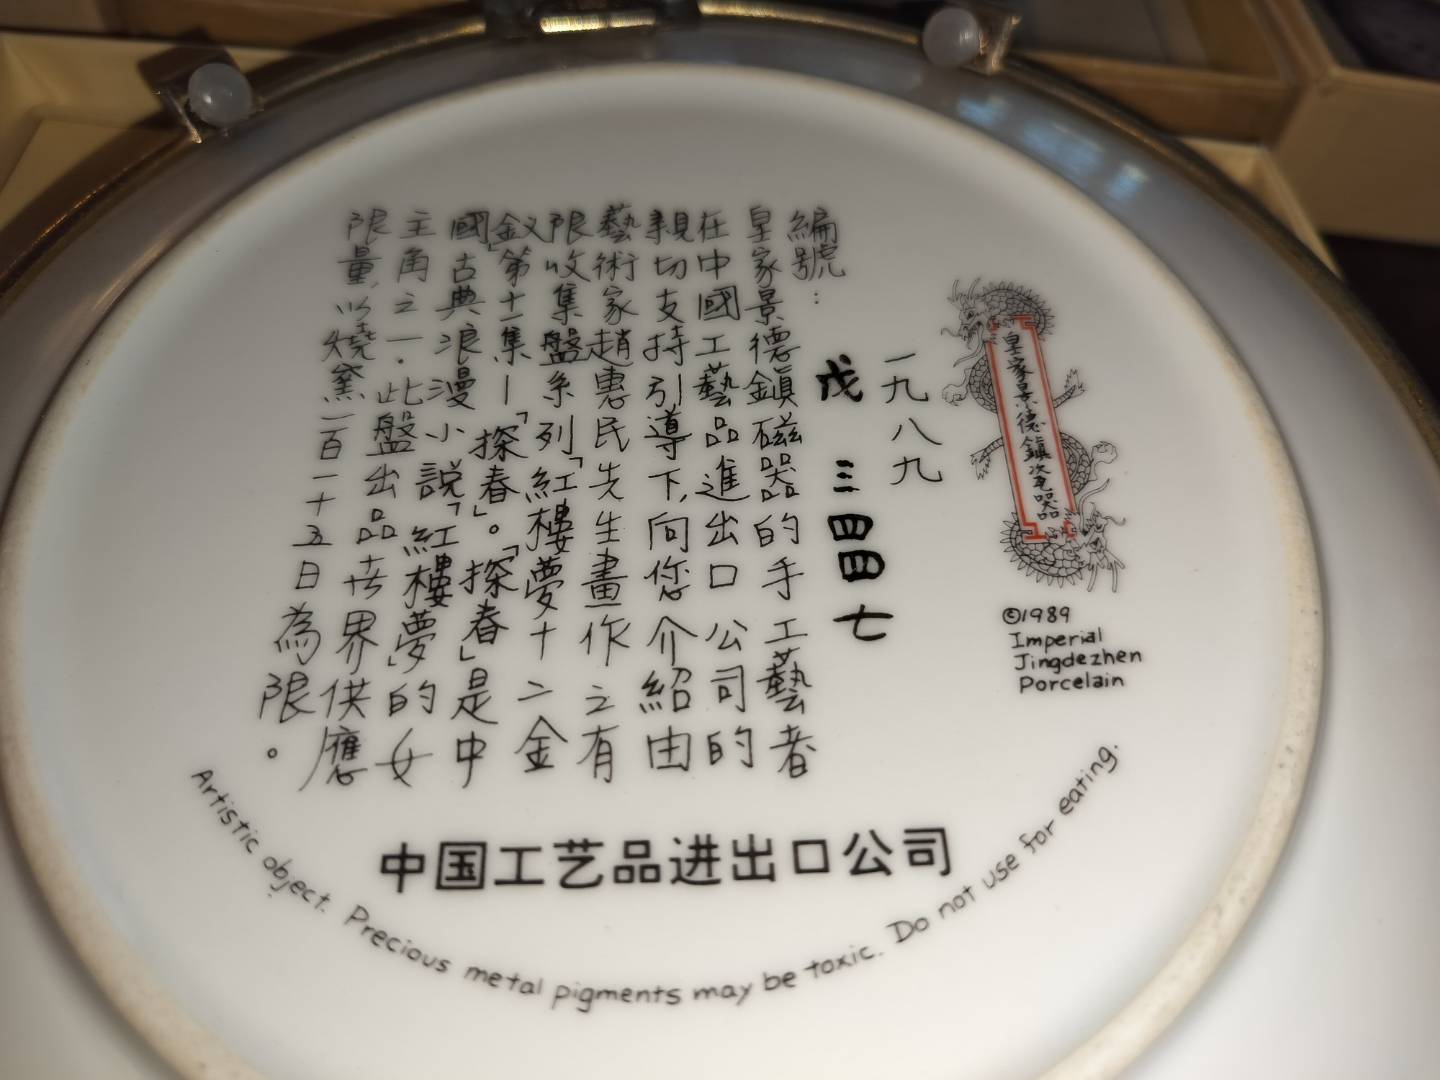 皇家景德鎮瓷器
©1989
Imperial
Jingdezhen
Porcelain
一九八九
戊 三四四七
編號:
皇家景德鎮磁器的手工藝者
在中國工藝品進出口公司的
親切支持引導下,向您介紹由
藝術家趙惠民先生畫作之有
限收集盤系列「紅樓夢十二金
釵」第十一集—「探春」。「探春」是中
國古典浪漫小說「紅樓夢」的女
主角之一.此盤出品世界供應
限量,以燒窯一百一十五日為限。
中国工艺品进出口公司
Artistic object. Precious metal pigments may be toxic. Do not use for eating.